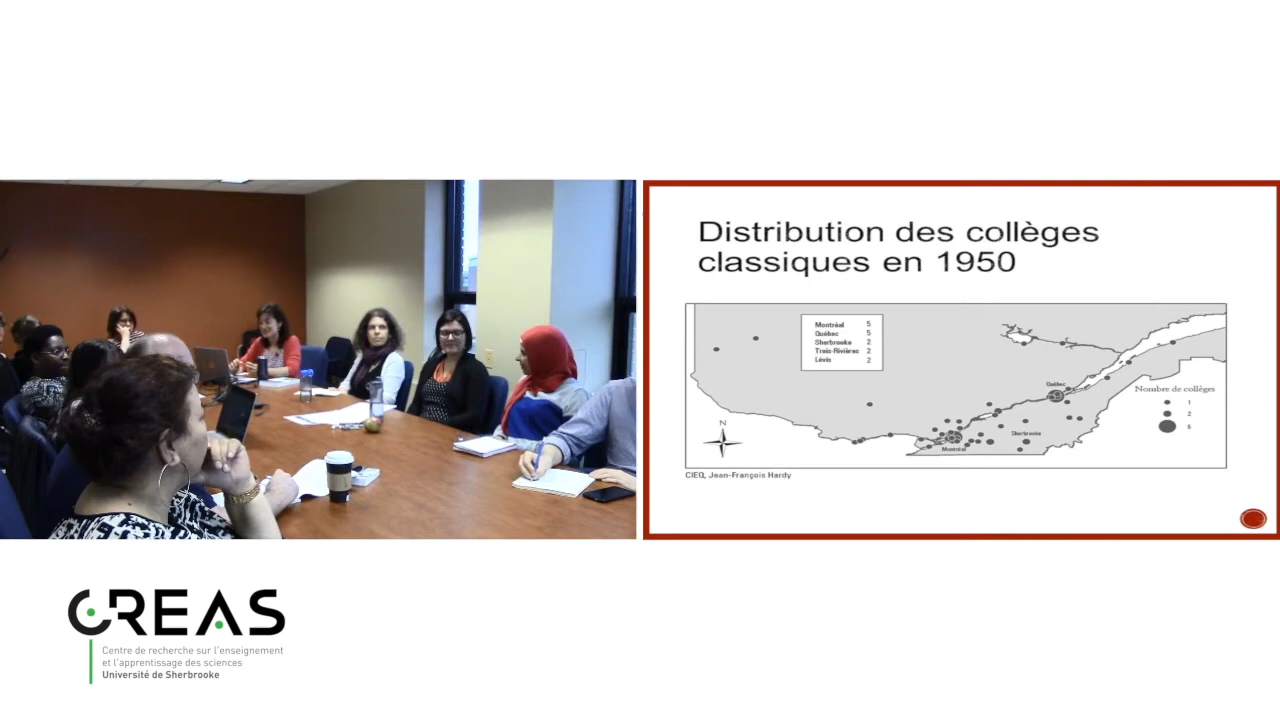 Distribution des collèges
classiques en 1950
Montréal 5
Québec 5
Sherbrooke 2
Trois-Rivières 2
Lévis 2
Québec
Nombre de collèges
1
2
5
N
Sherbrooke
Montréal
CIEQ, Jean-François Hardy
CREAS
Centre de recherche sur l'enseignement
et l'apprentissage des sciences
Université de Sherbrooke